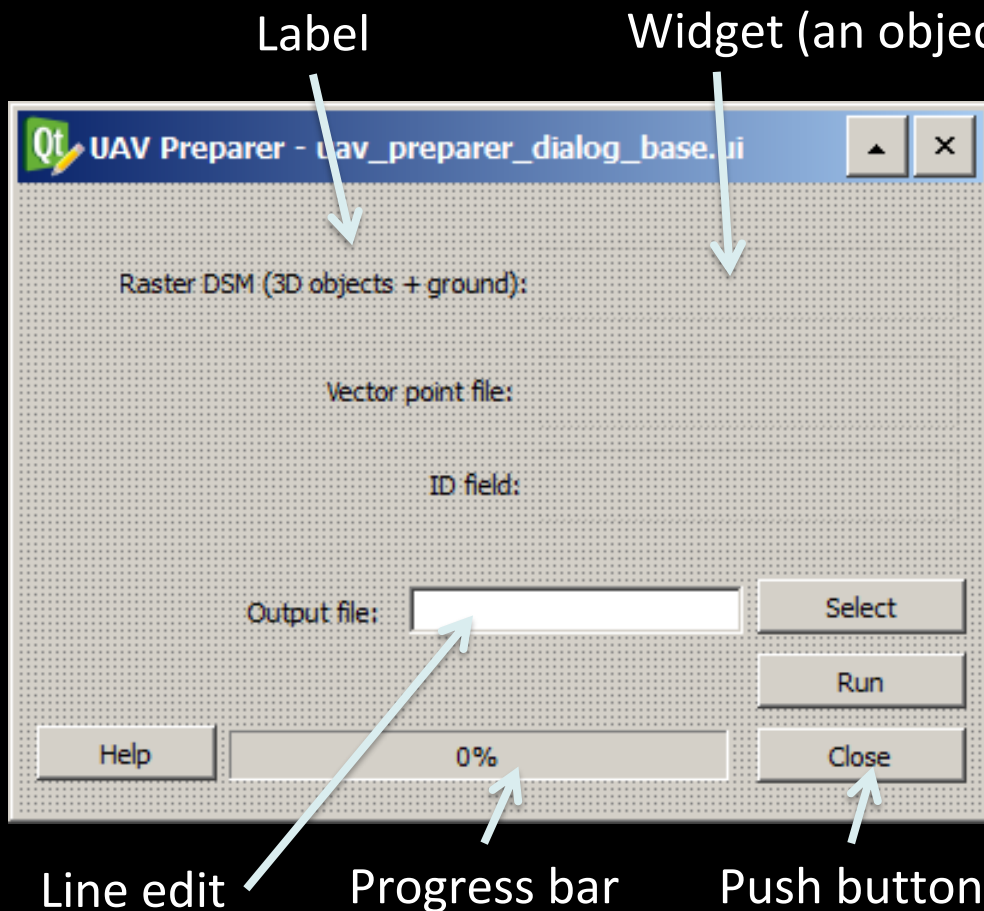 Label
Widget (an objec
Qt UAV Preparer - uav_preparer_dialog_base.ui
Raster DSM (3D objects + ground):
Vector point file:
ID field:
Output file:
Select
Run
Help
0%
Close
Line edit
Progress bar
Push button